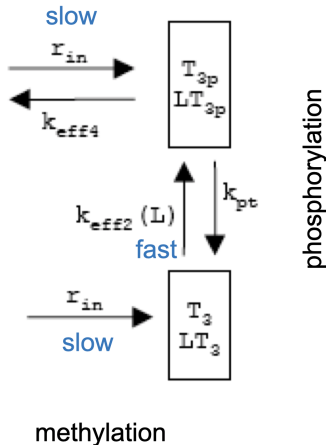 slow
r_in
k_eff4
T_3p
LT_3p
phosphorylation
k_eff2 (L)
k_pt
fast
r_in
slow
T_3
LT_3
methylation